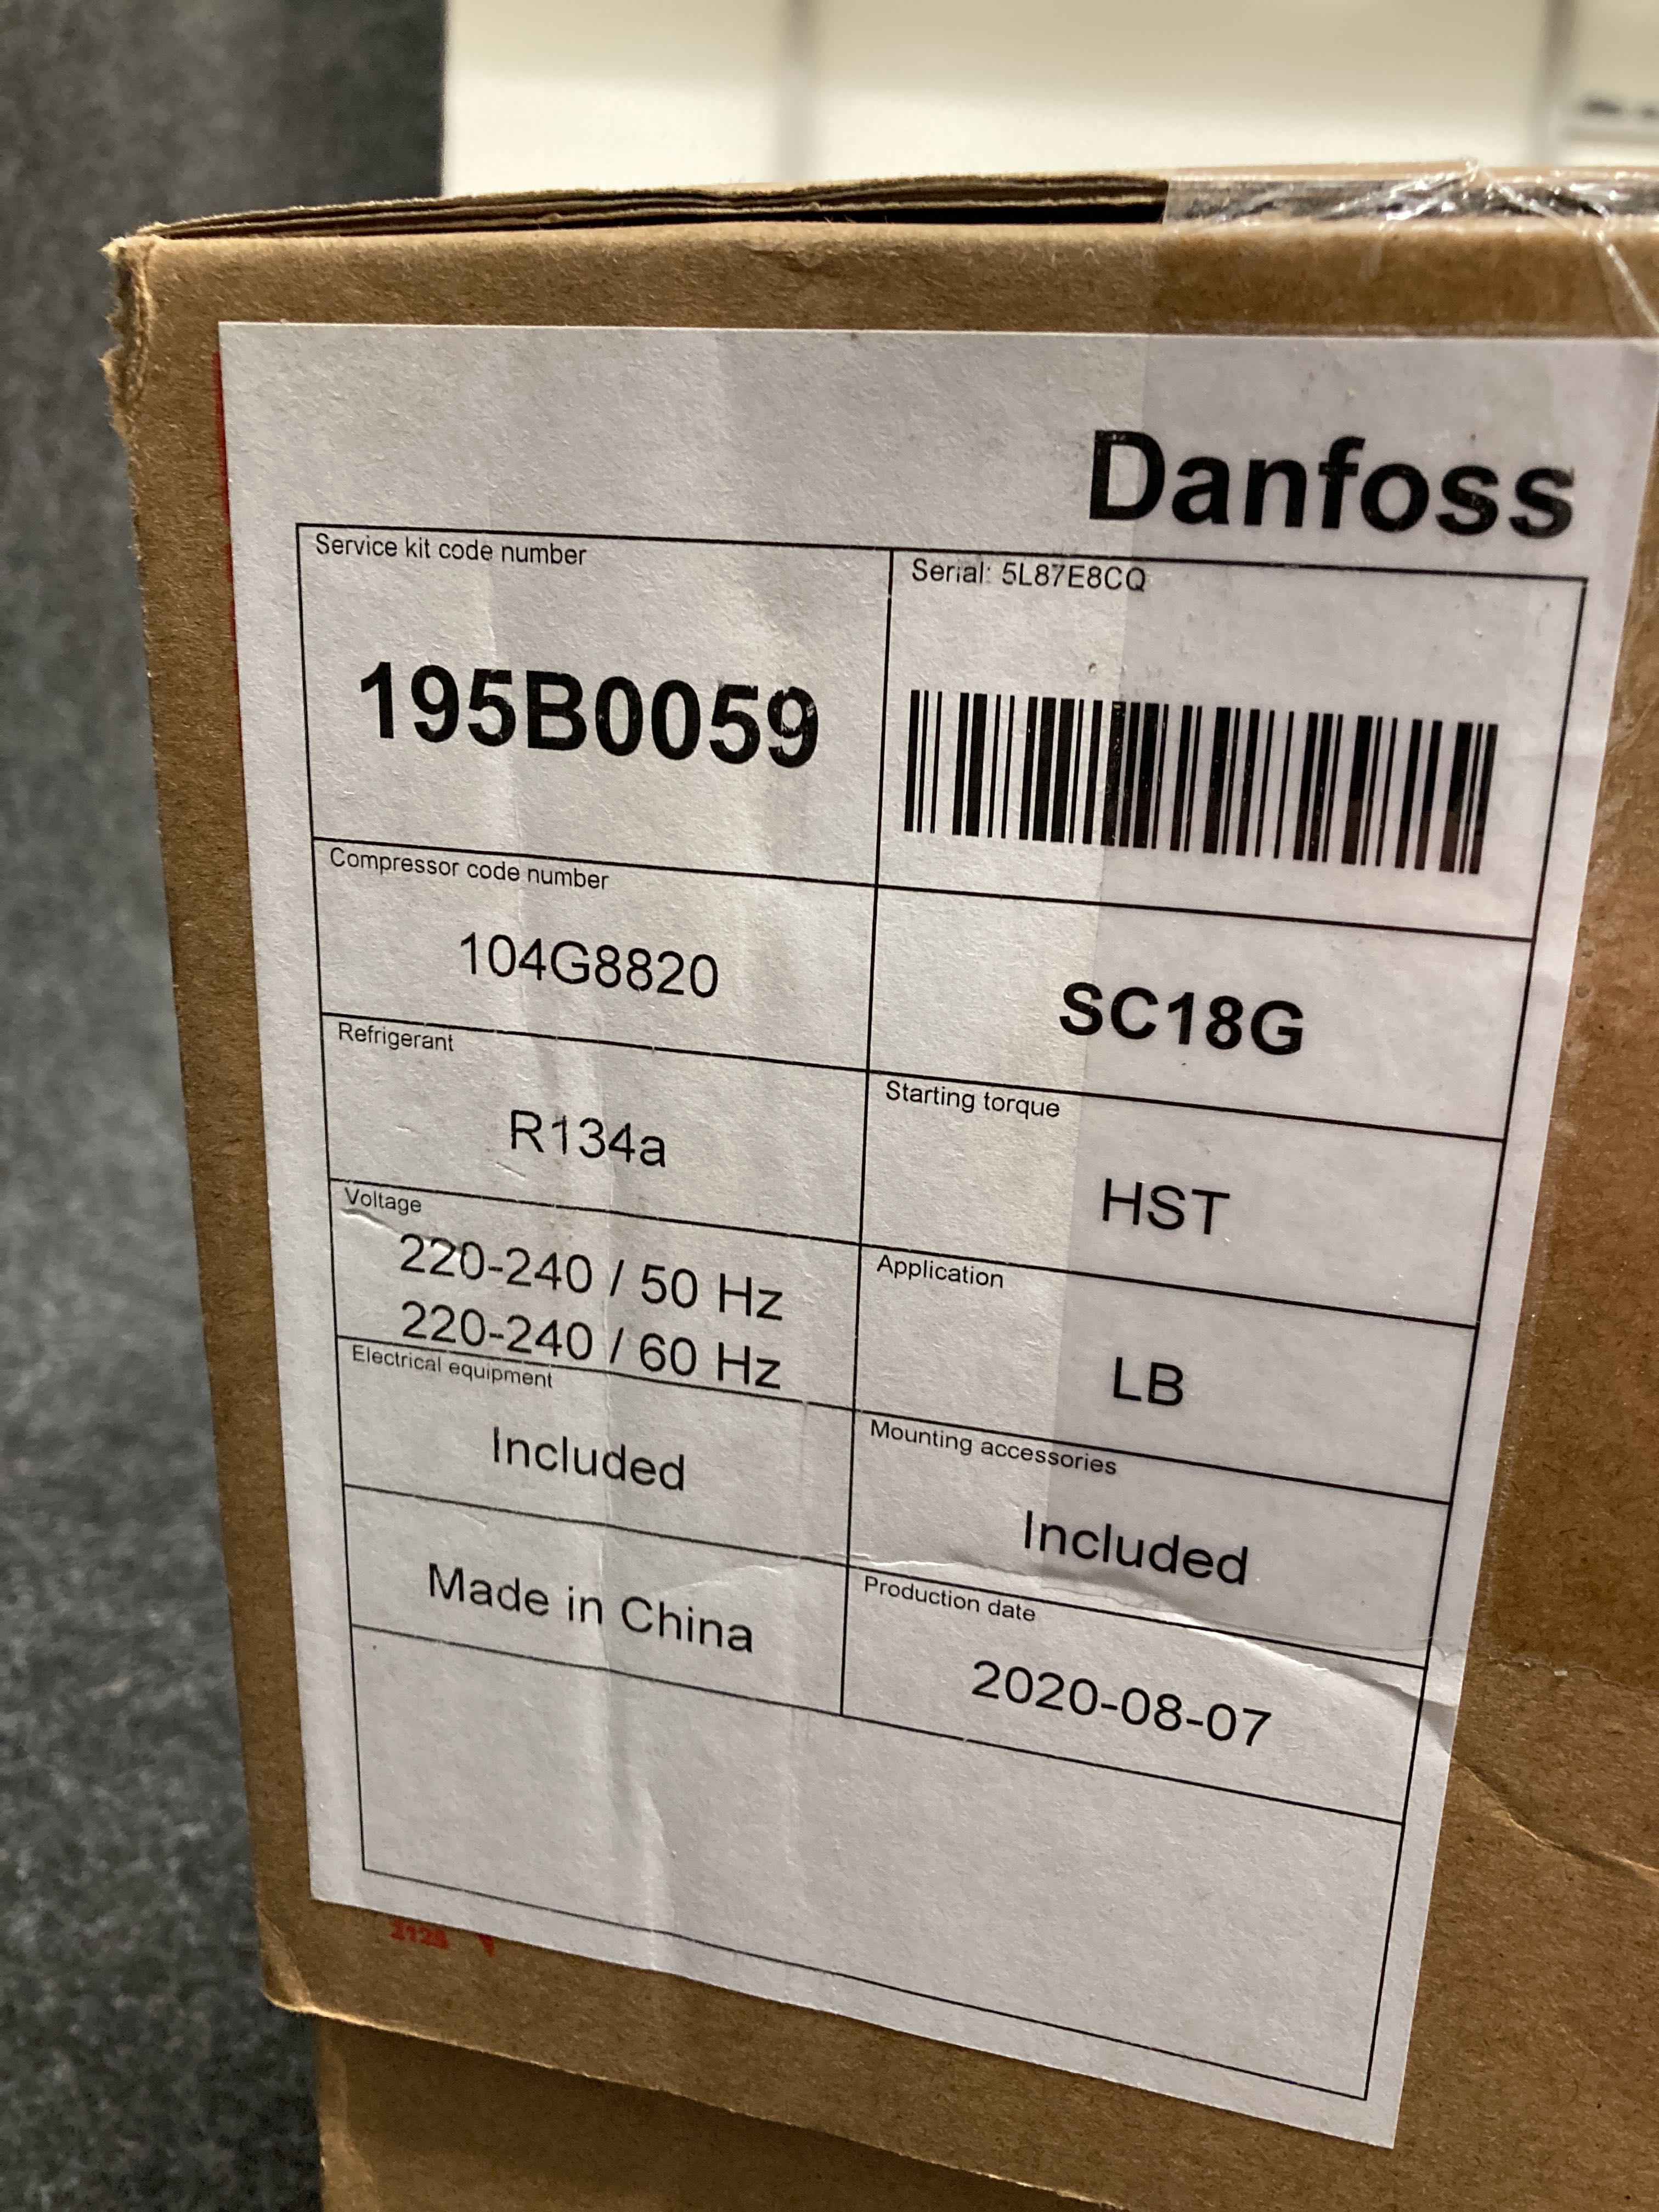 Danfoss
Service kit code number
195B0059
Serial: 5L87E8CQ
Compressor code number
104G8820
SC18G
Refrigerant
R134a
Starting torque
HST
Voltage
220-240 / 50 Hz
220-240 / 60 Hz
Application
LB
Electrical equipment
Included
Mounting accessories
Included
Made in China
Production date
2020-08-07